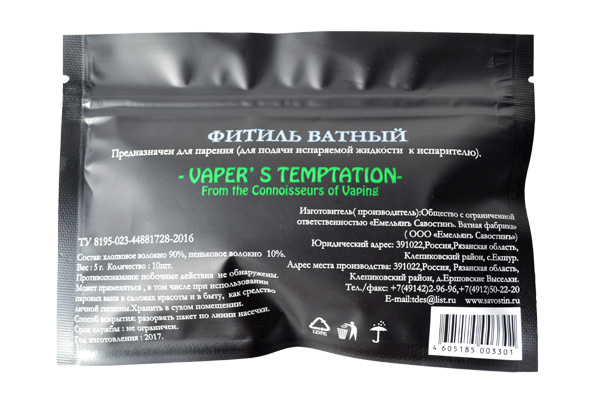 ФИТИЛЬ ВАТНЫЙ
Предназначен для парения (для подачи испаряемой жидкости к испарителю).
- VAPER' S TEMPTATION-
From the Connoisseurs of Vaping
Изготовитель( производитель):Общество с ограниченной
ответственностью «Емельянъ Савостинъ. Ватная фабрика»
( ООО «Емельянъ Савостинъ»)
Юридический адрес: 391022,Россия,Рязанская область,
Клепиковский район, с.Екшур.
Адрес места производства: 391022,Россия, Рязанская область,
Клепиковский район, д.Ершовские Выселки.
Тел./факс: +7(49142)2-96-96,+7(4912)50-22-20
E-mail:tdes@list.ru www.savostin.ru
ТУ 8195-023-44881728-2016
Состав: хлопковое волокно 90%, пеньковое волокно 10%.
Вес : 5 г. Количество : 10шт.
Противопоказания: побочные действия не обнаружены.
Может применяться , в том числе при использовании
паровых ванн в салонах красоты и в быту, как средство
личной гигиены.Хранить в сухом помещении.
Способ вскрытия: разорвать пакет по линии насечки.
Срок службы : не ограничен.
Год изготовления : 2017.
LDPE
4 605185 003301